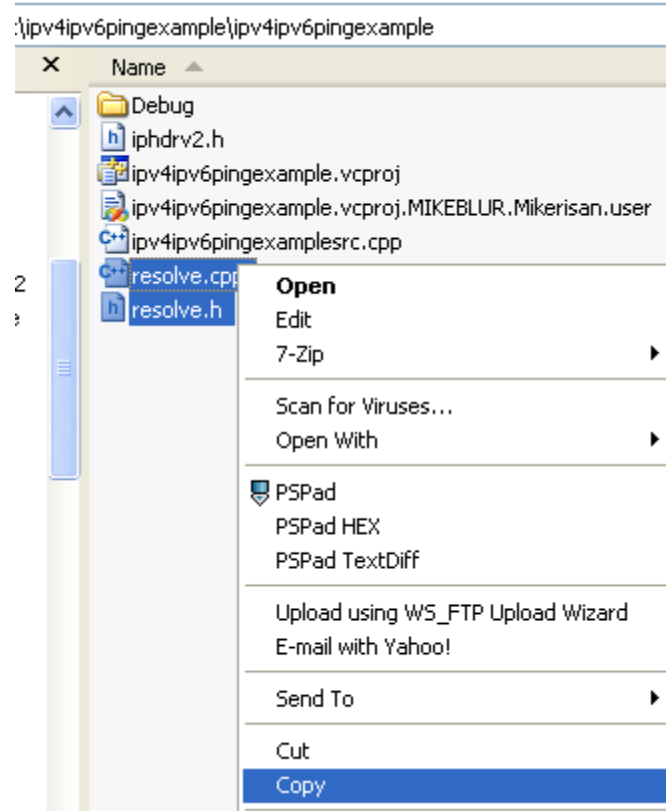 :\ipv4ipv6pingexample\ipv4ipv6pingexample
Name
Debug
iphdrv2.h
ipv4ipv6pingexample.vcproj
ipv4ipv6pingexample.vcproj.MIKEBLUR.Mikerisan.user
ipv4ipv6pingexamplesrc.cpp
2
resolve.cpp
resolve.h
Open
Edit
7-Zip
Scan for Viruses...
Open With
PSPad
PSPad HEX
PSPad TextDiff
Upload using WS_FTP Upload Wizard
E-mail with Yahoo!
Send To
Cut
Copy